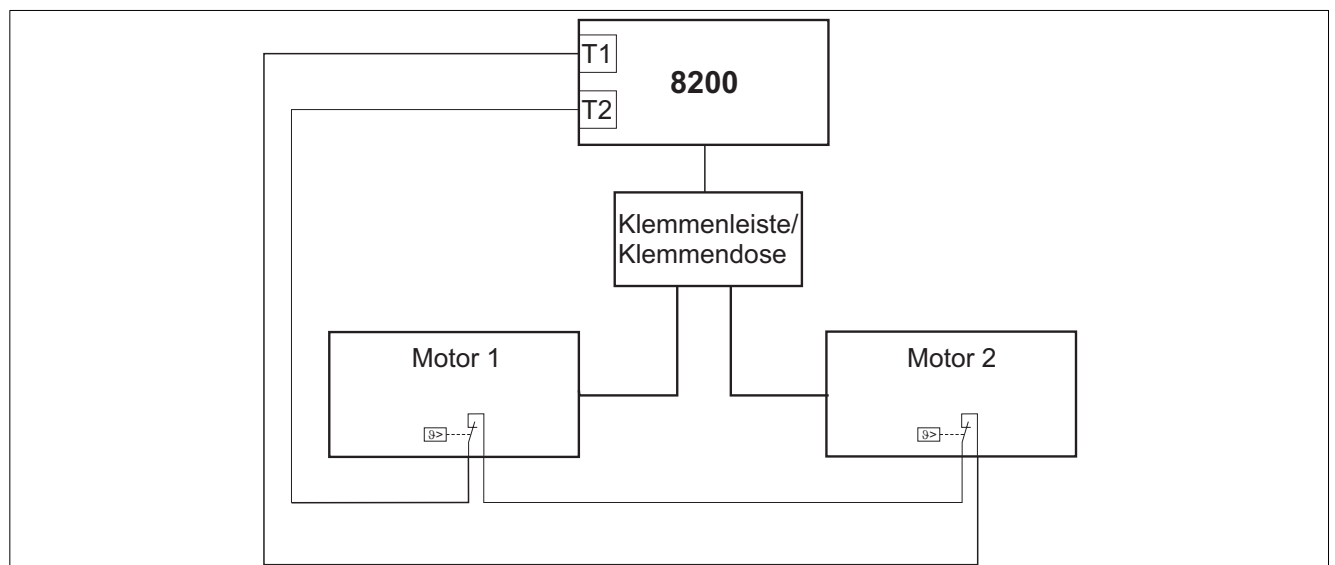 T1
8200
T2
Klemmenleiste/
Klemmendose
Motor 1
Motor 2
ϑ>
ϑ>